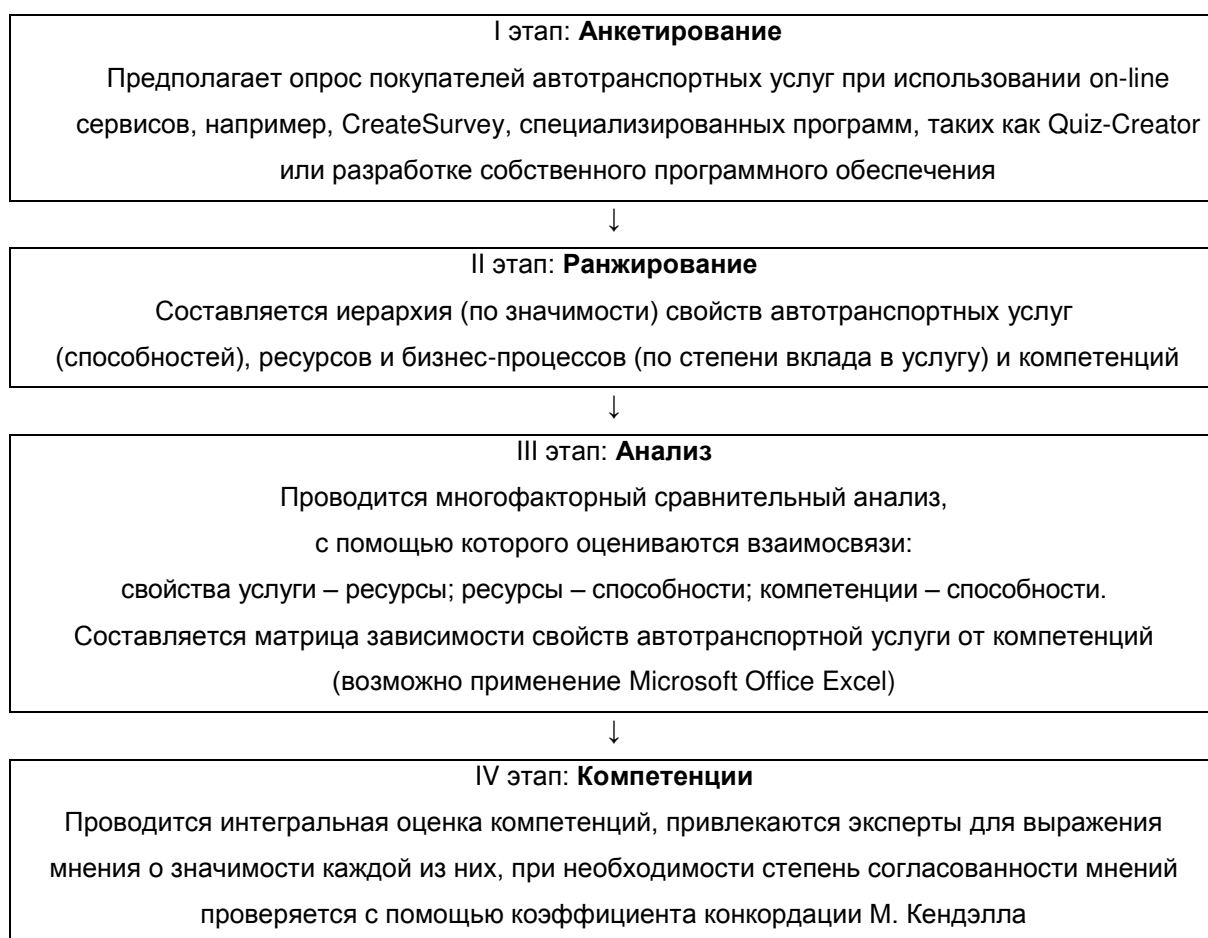 I этап: Анкетирование
Предполагает опрос покупателей автотранспортных услуг при использовании on-line
сервисов, например, CreateSurvey, специализированных программ, таких как Quiz-Creator
или разработке собственного программного обеспечения
↓
II этап: Ранжирование
Составляется иерархия (по значимости) свойств автотранспортных услуг
(способностей), ресурсов и бизнес-процессов (по степени вклада в услугу) и компетенций
↓
III этап: Анализ
Проводится многофакторный сравнительный анализ,
с помощью которого оцениваются взаимосвязи:
свойства услуги – ресурсы; ресурсы – способности; компетенции – способности.
Составляется матрица зависимости свойств автотранспортной услуги от компетенций
(возможно применение Microsoft Office Excel)
↓
IV этап: Компетенции
Проводится интегральная оценка компетенций, привлекаются эксперты для выражения
мнения о значимости каждой из них, при необходимости степень согласованности мнений
проверяется с помощью коэффициента конкордации М. Кендэлла